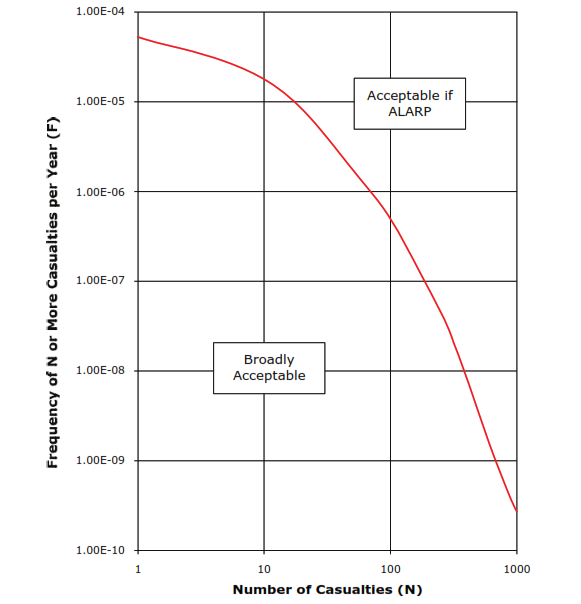 1.00E-04
1.00E-05
1.00E-06
1.00E-07
1.00E-08
1.00E-09
1.00E-10
Frequency of N or More Casualties per Year (F)
Acceptable if
ALARP
Broadly
Acceptable
1 10 100 1000
Number of Casualties (N)